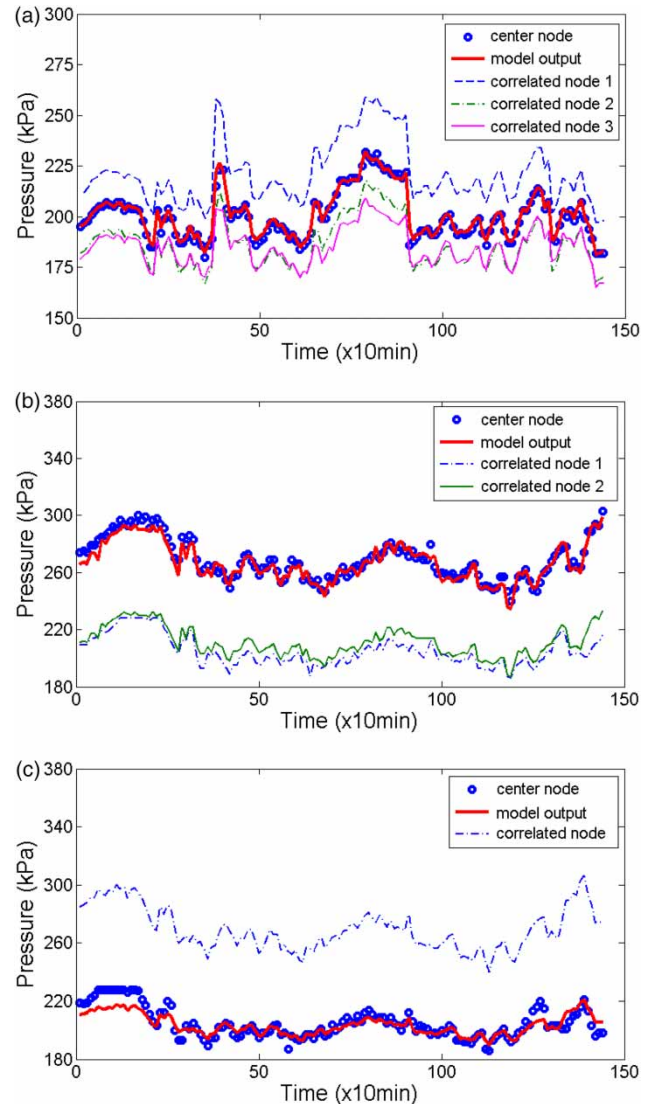 (a)
300
275
250
225
200
175
150
Pressure (kPa)
center node
model output
correlated node 1
correlated node 2
correlated node 3
0
50
100
150
Time (x10min)
(b)
380
340
300
260
220
180
Pressure (kPa)
center node
model output
correlated node 1
correlated node 2
0
50
100
150
Time (x10min)
(c)
380
340
300
260
220
180
Pressure (kPa)
center node
model output
correlated node
0
50
100
150
Time (x10min)